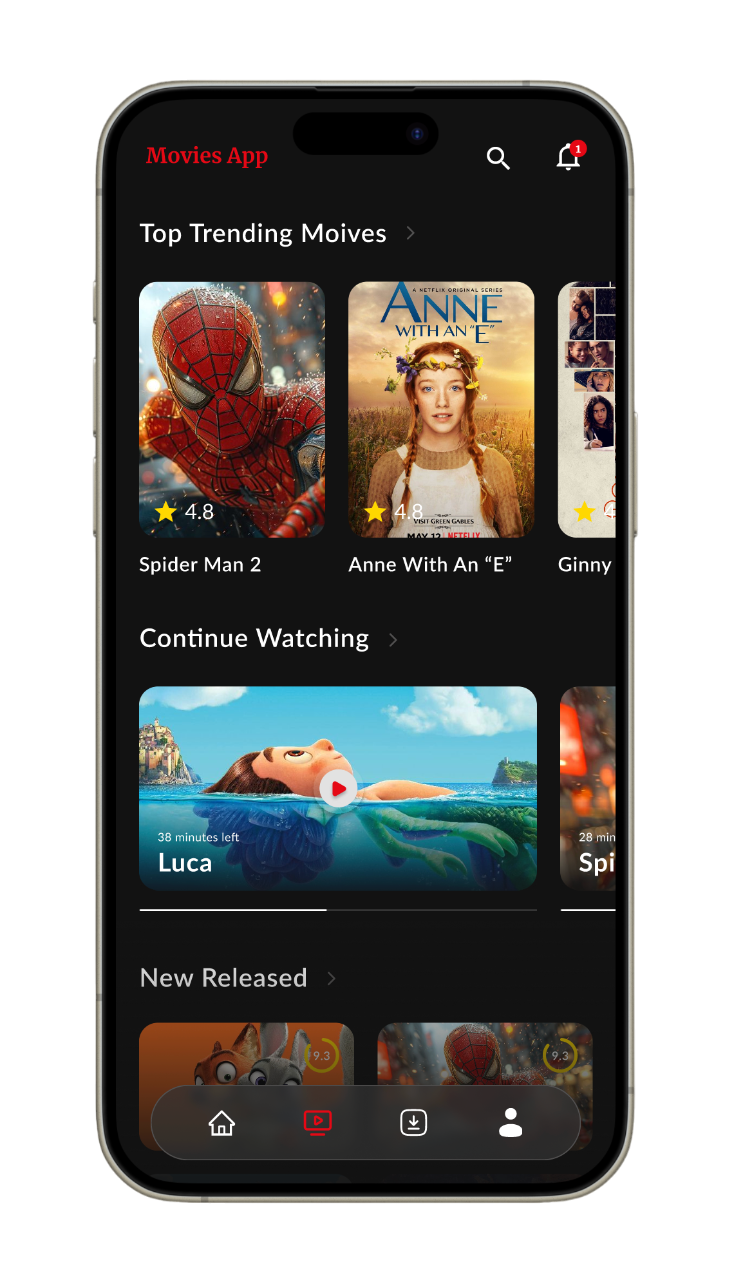 Movies App
1
Top Trending Moives
A NETFLIX ORIGINAL SERIES
ANNE
WITH AN "E"
4.8
4.8
VISIT GREEN GABLES
MAY 12 NETFLIX
Spider Man 2
Anne With An “E”
Ginny
Continue Watching
38 minutes left
Luca
28 min
Spi
New Released
9.3
9.3